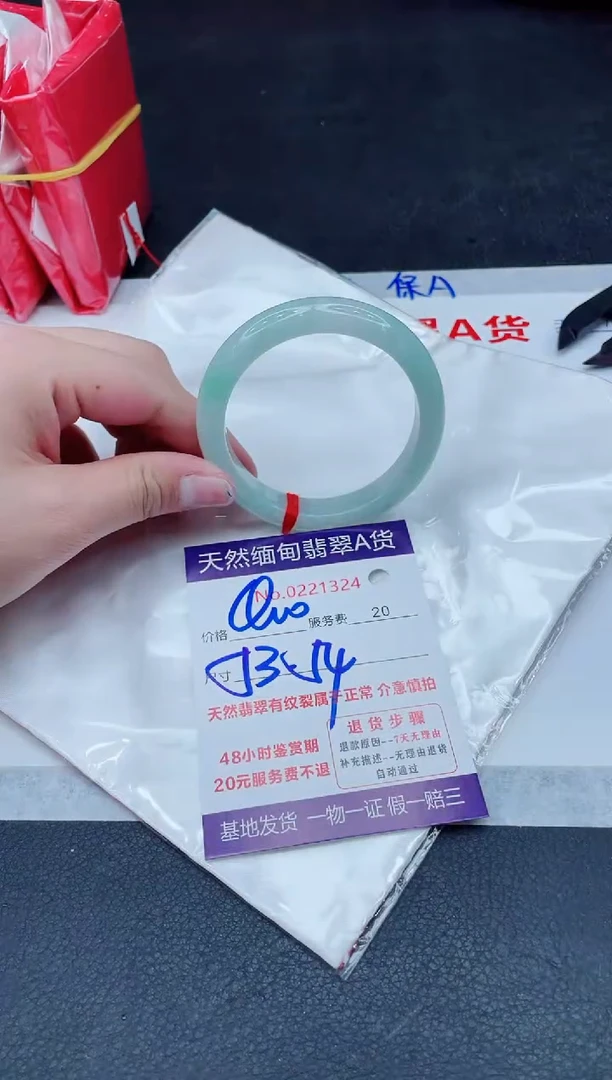 保A
翠A货
天然缅甸翡翠A货
No.0221324
价格 服务费 20
尺寸 53-54
天然翡翠有纹裂属于正常 介意慎拍
48小时鉴赏期
20元服务费不退
退货步骤
退款原因--7天无理由
补充描述--无理由退货
自动通过
基地发货 一物一证 假一赔三